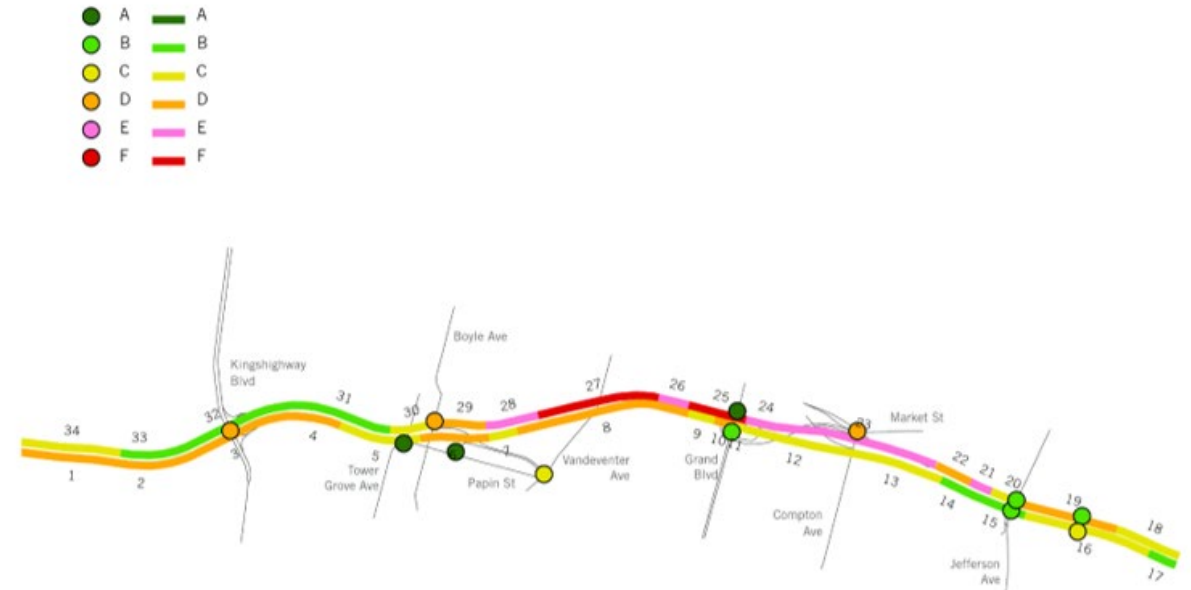 A A
B B
C C
D D
E E
F F
Boyle Ave
Kingshighway
Blvd
34
33
32
31
30
29
28
27
26
25
24
23
Market St
22
21
20
19
18
1
2
3
4
5
7
8
9
10
11
12
13
14
15
16
17
Tower
Grove Ave
Papin St
Vandeventer
Ave
Grand
Blvd
Compton
Ave
Jefferson
Ave